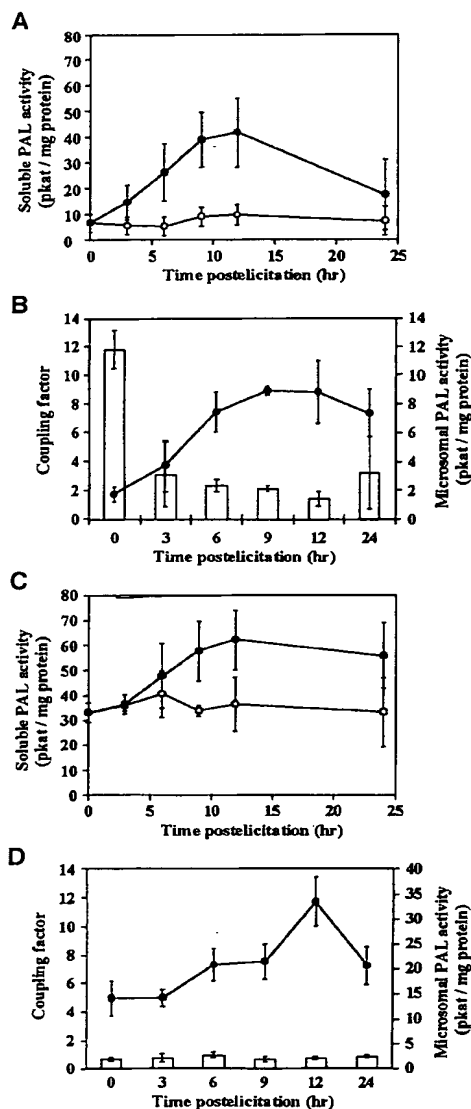 A
80
70
60
50
40
30
20
10
0
Soluble PAL activity
(pkat / mg protein)
0 5 10 15 20 25
Time postelicitation (hr)
B
14
12
10
8
6
4
2
0
Coupling factor
14
12
10
8
6
4
2
0
Microsomal PAL activity
(pkat / mg protein)
0 3 6 9 12 24
Time postelicitation (hr)
C
80
70
60
50
40
30
20
10
0
Soluble PAL activity
(pkat / mg protein)
0 5 10 15 20 25
Time postelicitation (hr)
D
14
12
10
8
6
4
2
0
Coupling factor
40
35
30
25
20
15
10
5
0
Microsomal PAL activity
(pkat / mg protein)
0 3 6 9 12 24
Time postelicitation (hr)